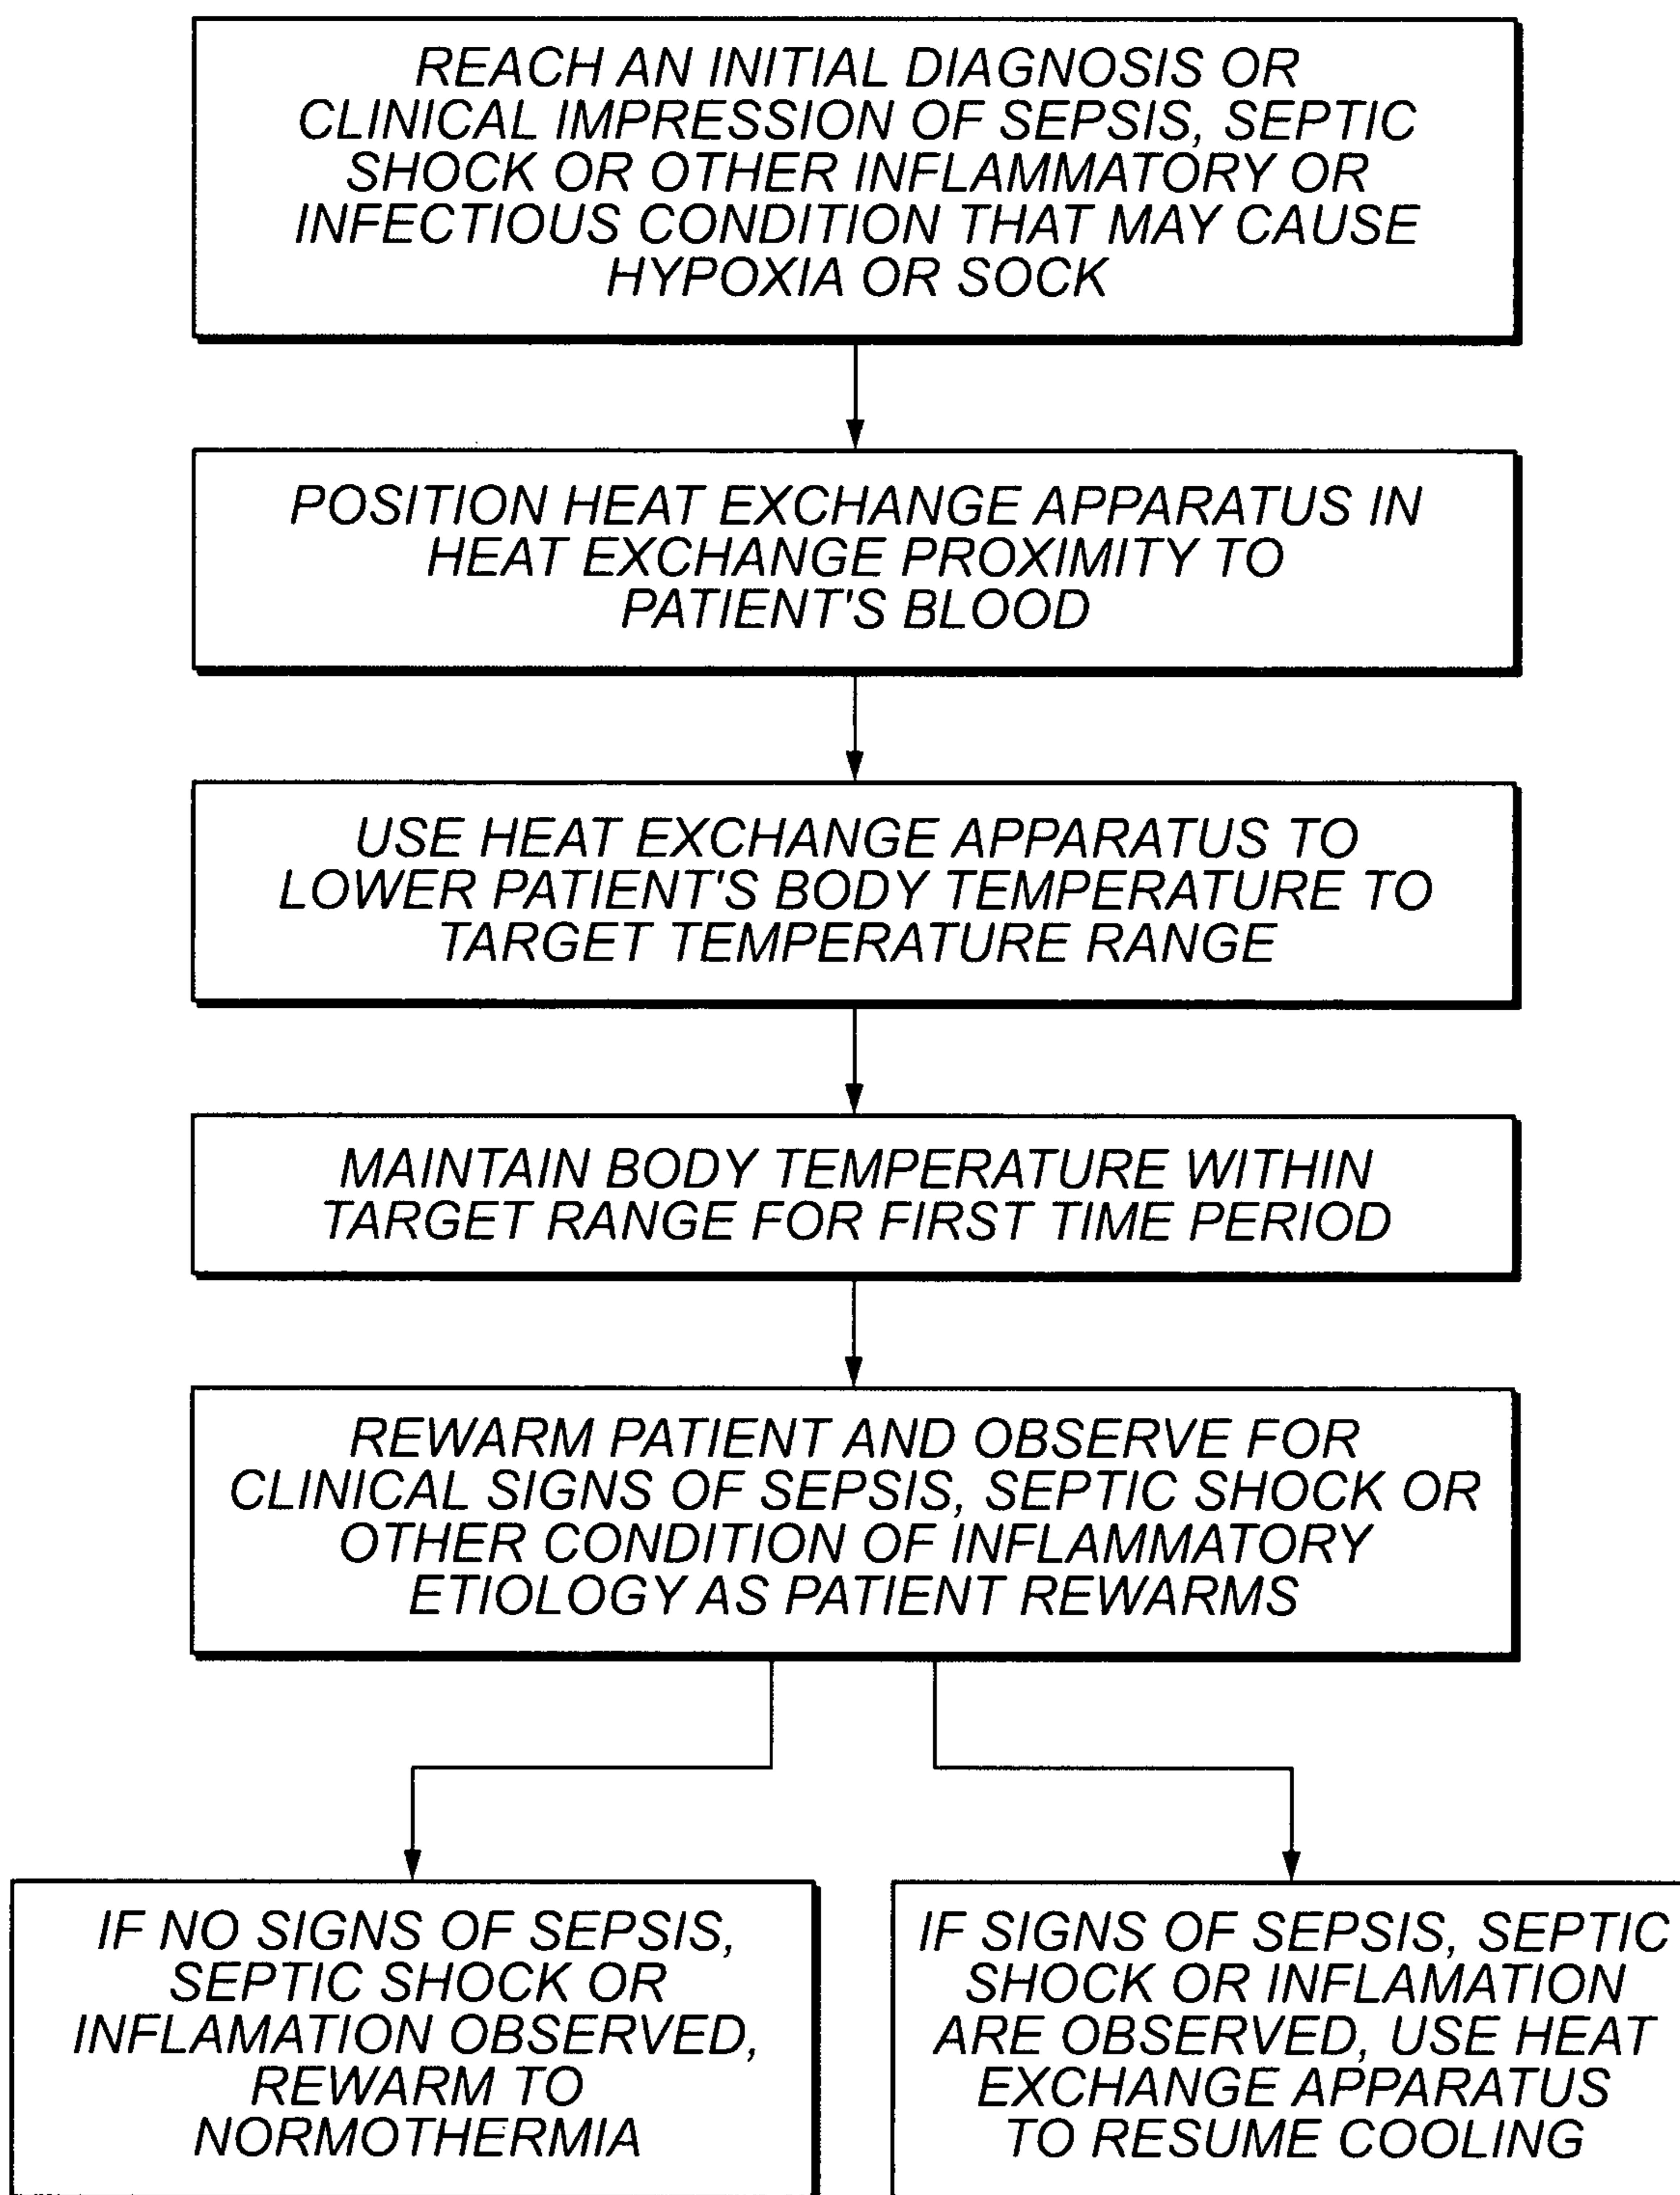 REACH AN INITIAL DIAGNOSIS OR
CLINICAL IMPRESSION OF SEPSIS, SEPTIC
SHOCK OR OTHER INFLAMMATORY OR
INFECTIOUS CONDITION THAT MAY CAUSE
HYPOXIA OR SOCK
POSITION HEAT EXCHANGE APPARATUS IN
HEAT EXCHANGE PROXIMITY TO
PATIENT'S BLOOD
USE HEAT EXCHANGE APPARATUS TO
LOWER PATIENT'S BODY TEMPERATURE TO
TARGET TEMPERATURE RANGE
MAINTAIN BODY TEMPERATURE WITHIN
TARGET RANGE FOR FIRST TIME PERIOD
REWARM PATIENT AND OBSERVE FOR
CLINICAL SIGNS OF SEPSIS, SEPTIC SHOCK OR
OTHER CONDITION OF INFLAMMATORY
ETIOLOGY AS PATIENT REWARMS
IF NO SIGNS OF SEPSIS,
SEPTIC SHOCK OR
INFLAMATION OBSERVED,
REWARM TO
NORMOTHERMIA
IF SIGNS OF SEPSIS, SEPTIC
SHOCK OR INFLAMATION
ARE OBSERVED, USE HEAT
EXCHANGE APPARATUS
TO RESUME COOLING